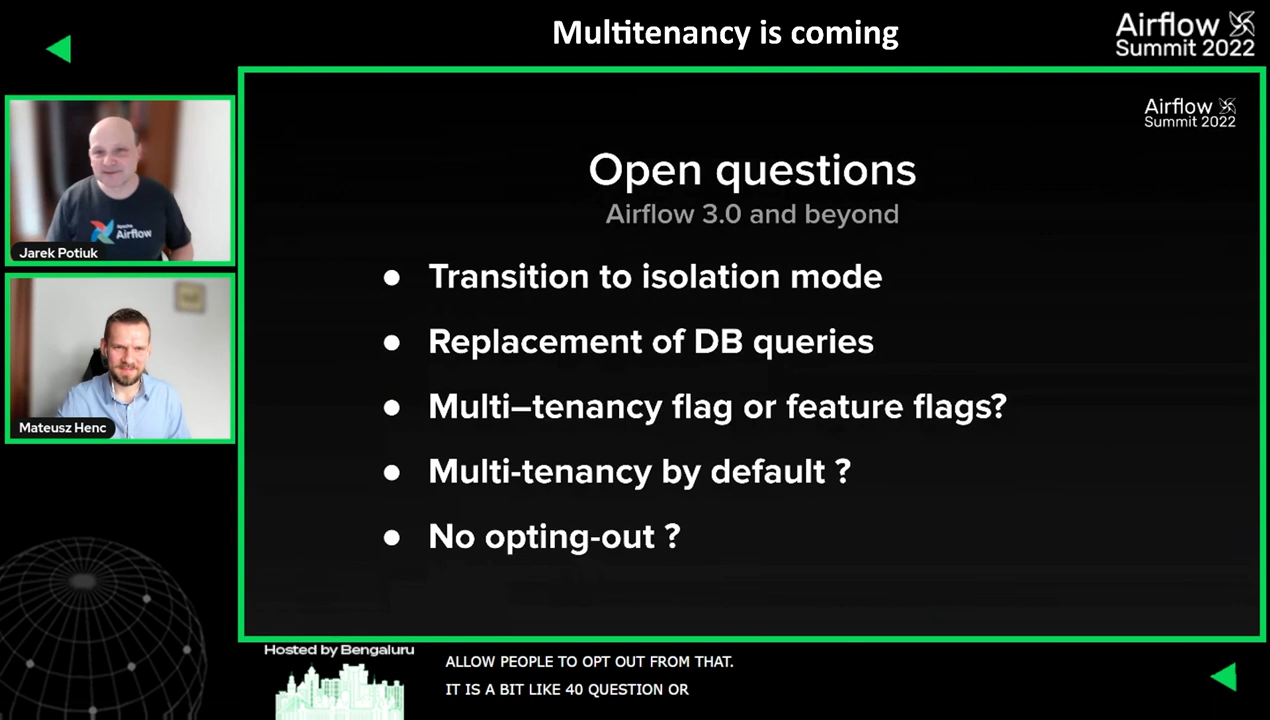 Multitenancy is coming
Airflow
Summit 2022
Airflow
Summit 2022
Open questions
Airflow 3.0 and beyond
• Transition to isolation mode
• Replacement of DB queries
• Multi–tenancy flag or feature flags?
• Multi-tenancy by default ?
• No opting-out ?
Apache
Airflow
Jarek Potiuk
Mateusz Henc
Hosted by Bengaluru
ALLOW PEOPLE TO OPT OUT FROM THAT.
IT IS A BIT LIKE 40 QUESTION OR